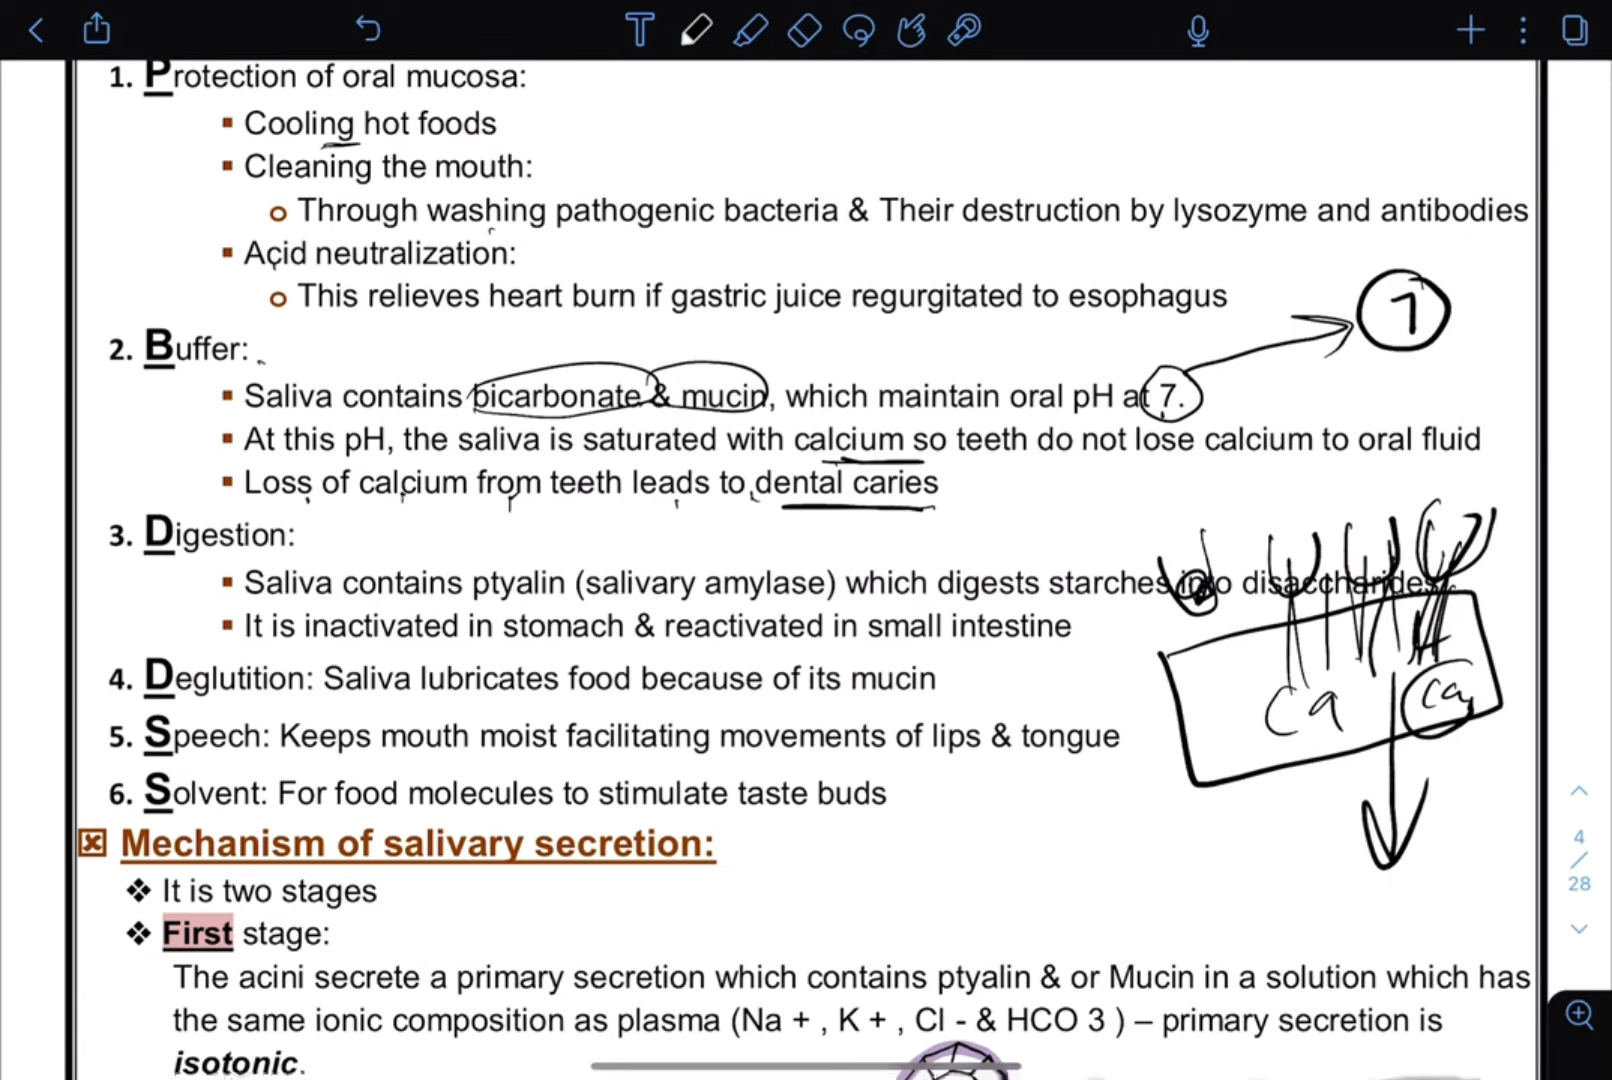 1. Protection of oral mucosa:
▪ Cooling hot foods
▪ Cleaning the mouth:
o Through washing pathogenic bacteria & Their destruction by lysozyme and antibodies
▪ Acid neutralization:
o This relieves heart burn if gastric juice regurgitated to esophagus
7
2. Buffer:
▪ Saliva contains bicarbonate & mucin, which maintain oral pH at 7.
▪ At this pH, the saliva is saturated with calcium so teeth do not lose calcium to oral fluid
▪ Loss of calcium from teeth leads to dental caries
3. Digestion:
▪ Saliva contains ptyalin (salivary amylase) which digests starches into disaccharides.
▪ It is inactivated in stomach & reactivated in small intestine
4. Deglutition: Saliva lubricates food because of its mucin
Ca Ca
5. Speech: Keeps mouth moist facilitating movements of lips & tongue
6. Solvent: For food molecules to stimulate taste buds
Mechanism of salivary secretion:
❖ It is two stages
❖ First stage:
The acini secrete a primary secretion which contains ptyalin & or Mucin in a solution which has
the same ionic composition as plasma (Na + , K + , Cl - & HCO 3 ) – primary secretion is
isotonic.
4
/
28